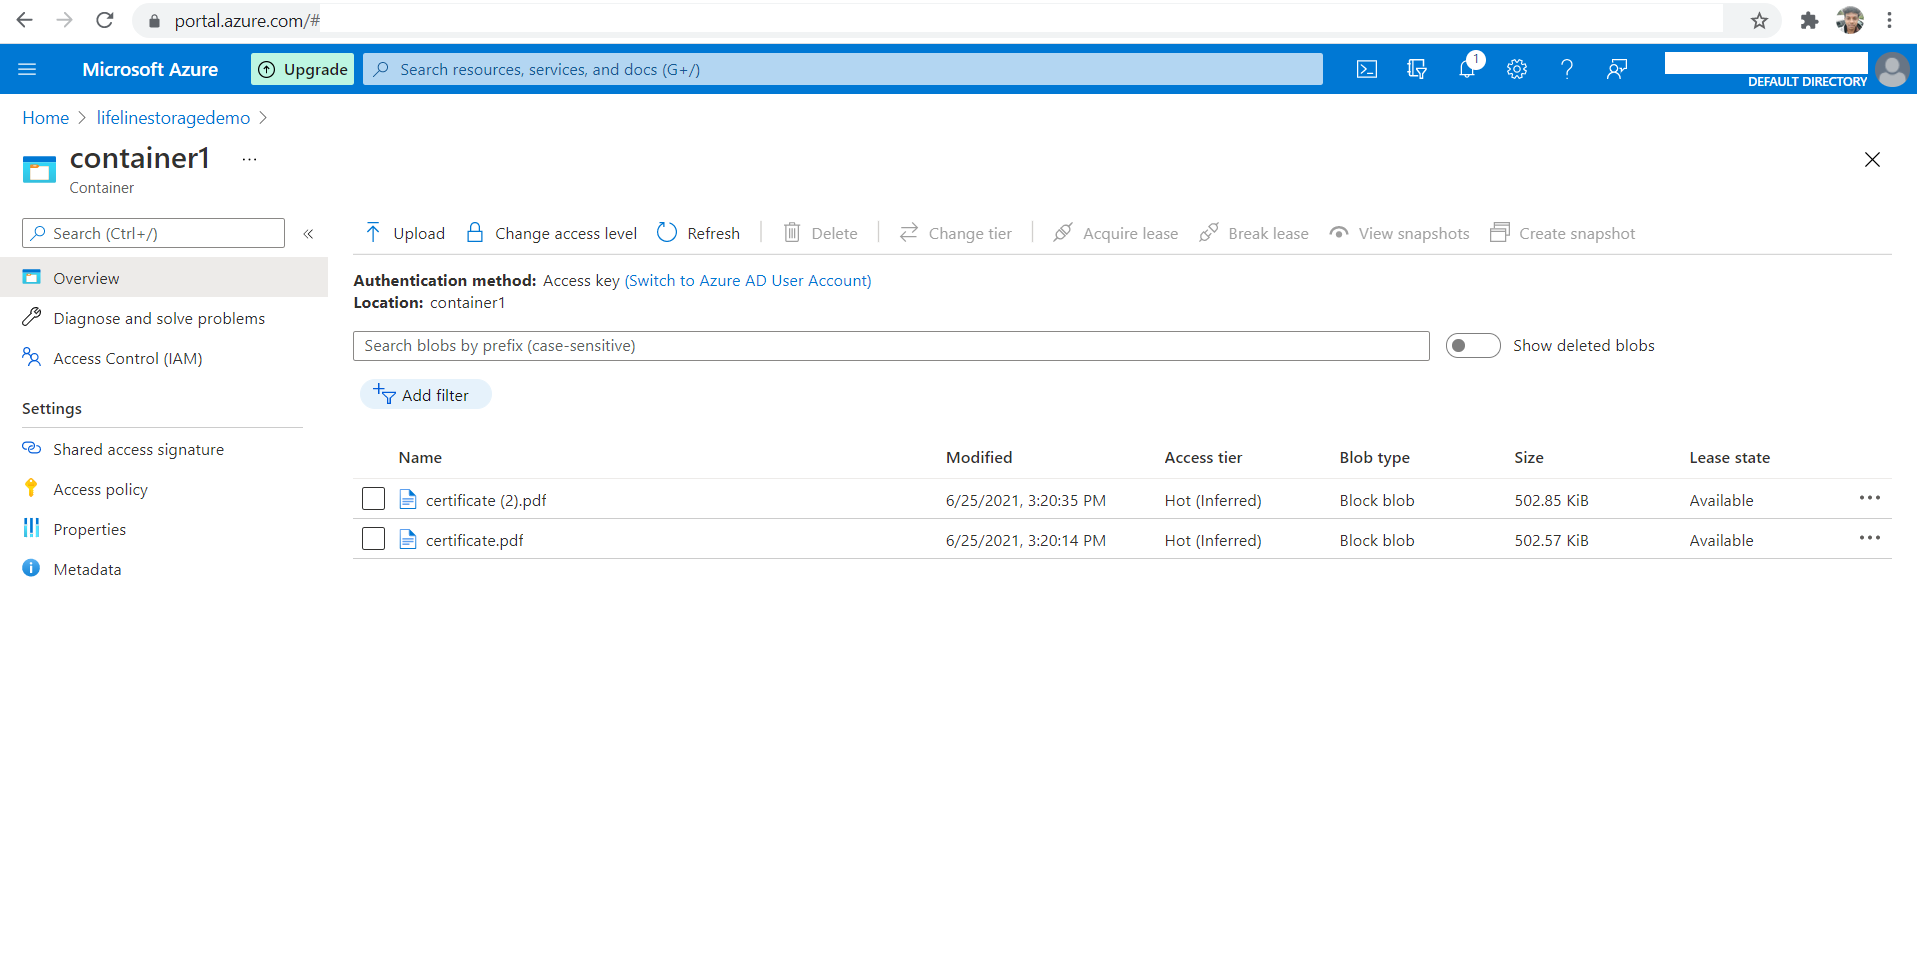 portal.azure.com/#
Microsoft Azure Upgrade Search resources, services, and docs (G+/) 1
DEFAULT DIRECTORY
Home > lifelinestoragedemo >
container1 ...
Container
Search (Ctrl+/) «
Overview
Diagnose and solve problems
Access Control (IAM)
Settings
Shared access signature
Access policy
Properties
Metadata
Upload Change access level Refresh Delete Change tier Acquire lease Break lease View snapshots Create snapshot
Authentication method: Access key (Switch to Azure AD User Account)
Location: container1
Search blobs by prefix (case-sensitive) Show deleted blobs
Add filter
Name Modified Access tier Blob type Size Lease state
certificate (2).pdf 6/25/2021, 3:20:35 PM Hot (Inferred) Block blob 502.85 KiB Available ...
certificate.pdf 6/25/2021, 3:20:14 PM Hot (Inferred) Block blob 502.57 KiB Available ...